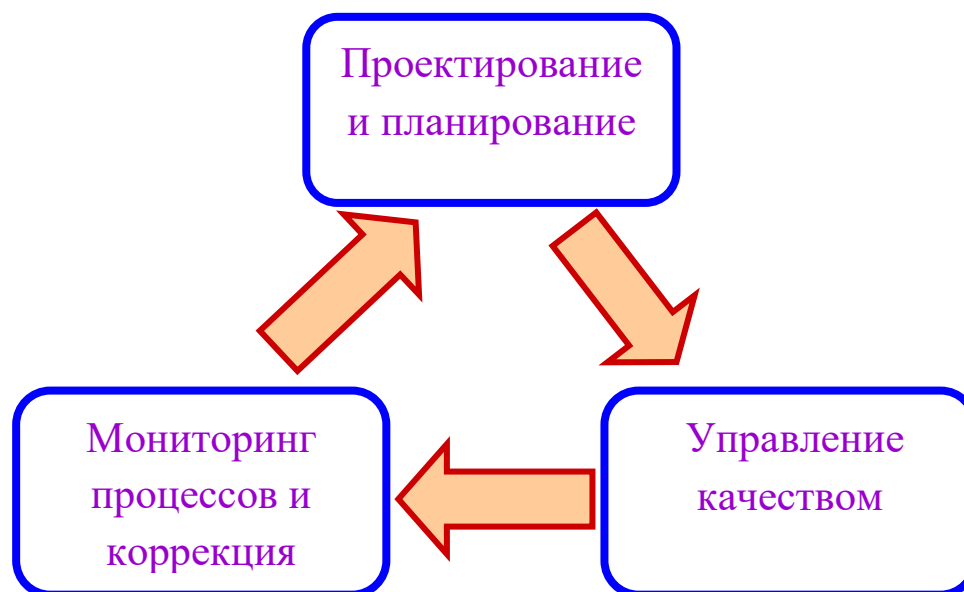 Проектирование
и планирование
Мониторинг
процессов и
коррекция
Управление
качеством